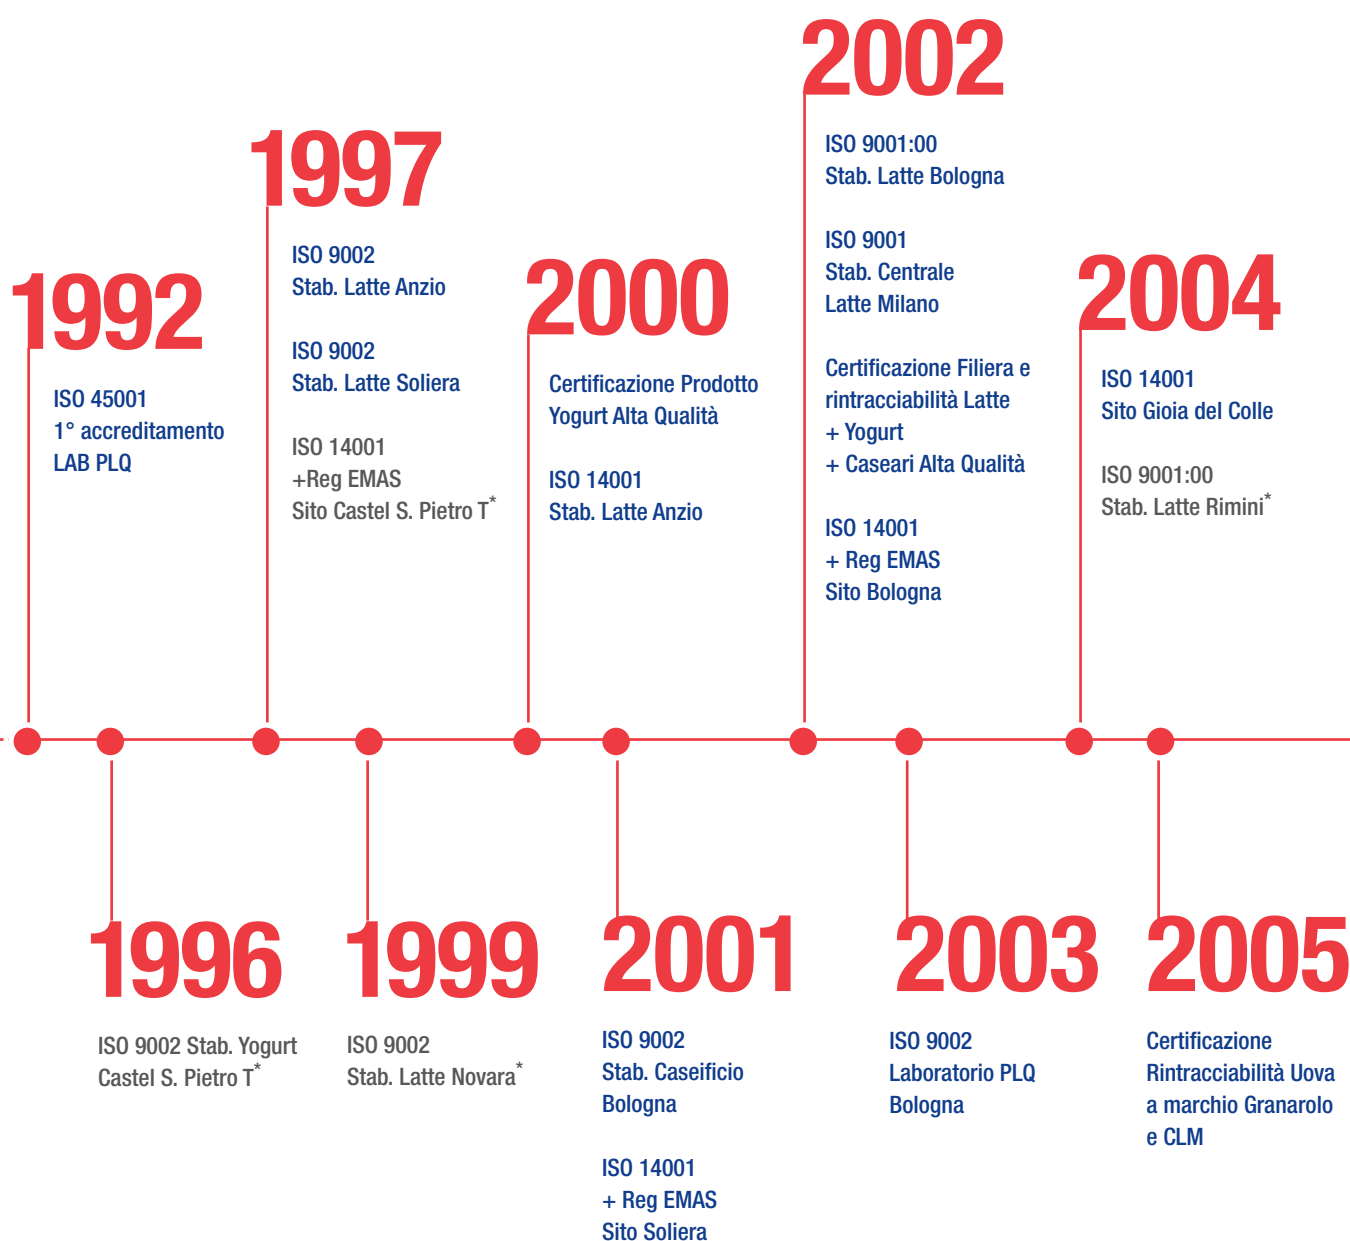 1992
ISO 45001
1° accreditamento
LAB PLQ
1997
ISO 9002
Stab. Latte Anzio
ISO 9002
Stab. Latte Soliera
ISO 14001
+Reg EMAS
Sito Castel S. Pietro T*
2000
Certificazione Prodotto
Yogurt Alta Qualità
ISO 14001
Stab. Latte Anzio
2002
ISO 9001:00
Stab. Latte Bologna
ISO 9001
Stab. Centrale
Latte Milano
Certificazione Filiera e
rintracciabilità Latte
+ Yogurt
+ Caseari Alta Qualità
ISO 14001
+ Reg EMAS
Sito Bologna
2004
ISO 14001
Sito Gioia del Colle
ISO 9001:00
Stab. Latte Rimini*
1996
ISO 9002 Stab. Yogurt
Castel S. Pietro T*
1999
ISO 9002
Stab. Latte Novara*
2001
ISO 9002
Stab. Caseificio
Bologna
ISO 14001
+ Reg EMAS
Sito Soliera
2003
ISO 9002
Laboratorio PLQ
Bologna
2005
Certificazione
Rintracciabilità Uova
a marchio Granarolo
e CLM